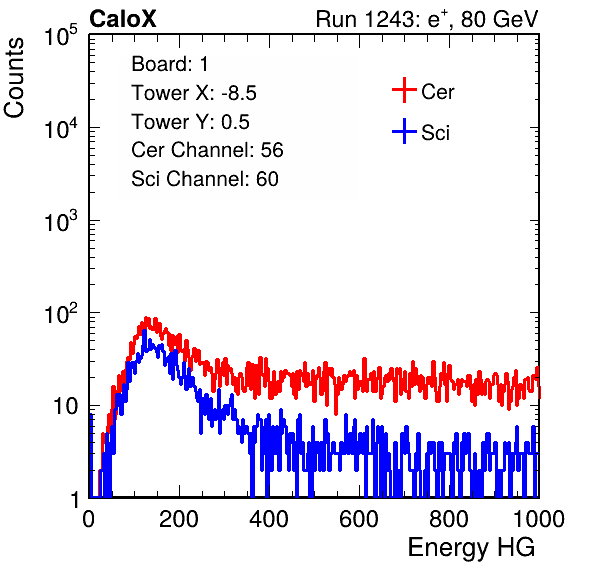 CaloX Run 1243: e+, 80 GeV
Counts
Board: 1
Tower X: -8.5
Tower Y: 0.5
Cer Channel: 56
Sci Channel: 60
Cer
Sci
10^5
10^4
10^3
10^2
10
1
0 200 400 600 800 1000
Energy HG